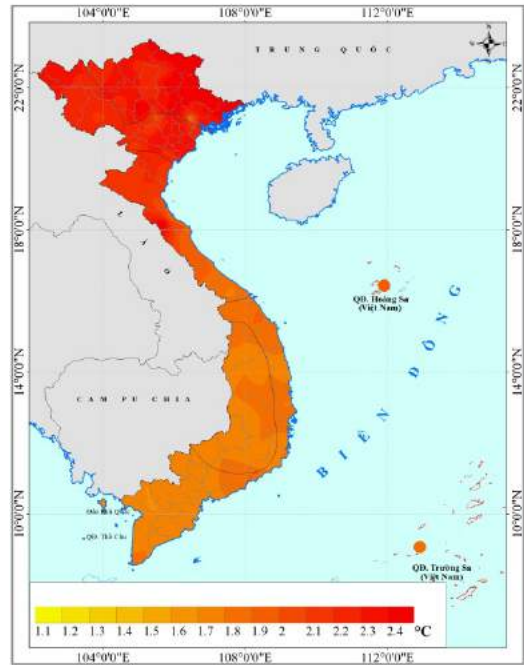 104°0'0"E 108°0'0"E 112°0'0"E
N
TRUNG QUỐC
22°0'0"N
22°0'0"N
18°0'0"N
18°0'0"N
LÀO
QĐ. Hoàng Sa
(Việt Nam)
BIỂN ĐÔNG
14°0'0"N
14°0'0"N
CAM PU CHIA
Đảo Phú Quốc
QĐ. Thổ Chu
10°0'0"N
10°0'0"N
QĐ. Trường Sa
(Việt Nam)
1.1 1.2 1.3 1.4 1.5 1.6 1.7 1.8 1.9 2 2.1 2.2 2.3 2.4 °C
104°0'0"E 108°0'0"E 112°0'0"E